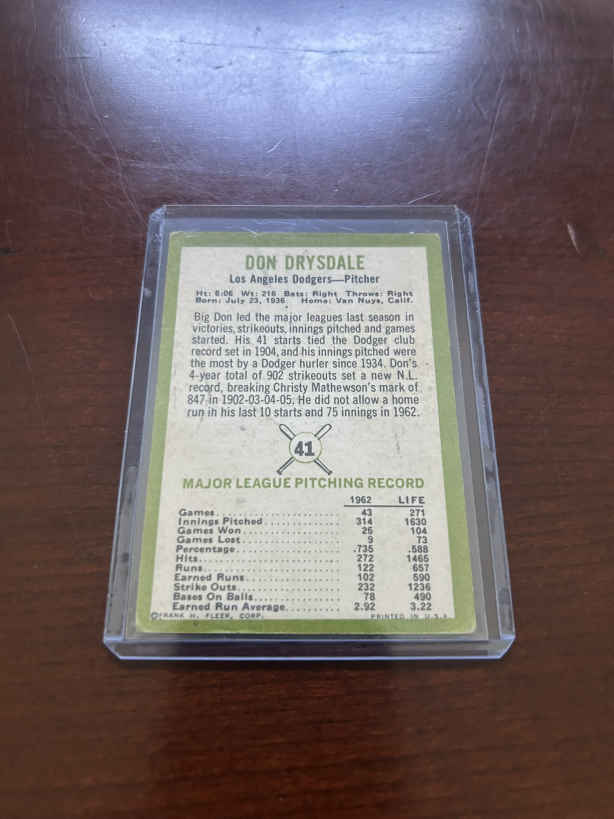 DON DRYSDALE
Los Angeles Dodgers—Pitcher
Ht: 6:06 Wt: 216 Bats: Right Throws: Right
Born: July 23, 1936 Home: Van Nuys, Calif.
Big Don led the major leagues last season in
victories, strikeouts, innings pitched and games
started. His 41 starts tied the Dodger club
record set in 1904, and his innings pitched were
the most by a Dodger hurler since 1934. Don's
4-year total of 902 strikeouts set a new N.L.
record, breaking Christy Mathewson's mark of
847 in 1902-03-04-05. He did not allow a home
run in his last 10 starts and 75 innings in 1962.
41
MAJOR LEAGUE PITCHING RECORD
1962 LIFE
Games 43 271
Innings Pitched 314 1630
Games Won 25 104
Games Lost 9 73
Percentage .735 .588
Hits 272 1465
Runs 122 657
Earned Runs 102 590
Strike Outs 232 1236
Bases On Balls 78 490
Earned Run Average 2.92 3.22
©FRANK H. FLEER, CORP. PRINTED IN U.S.A.